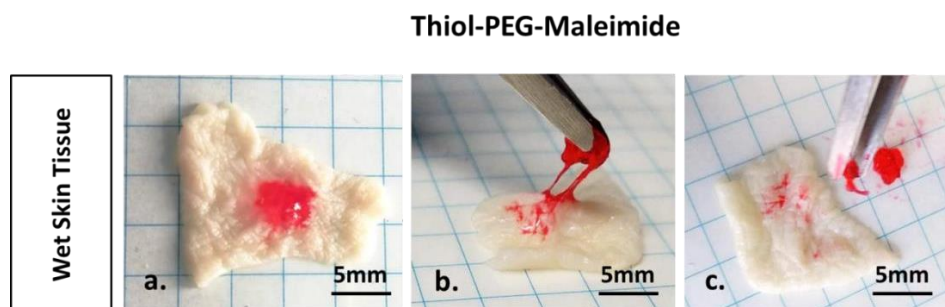 Thiol-PEG-Maleimide
Wet Skin Tissue
a.
5mm
b.
5mm
c.
5mm